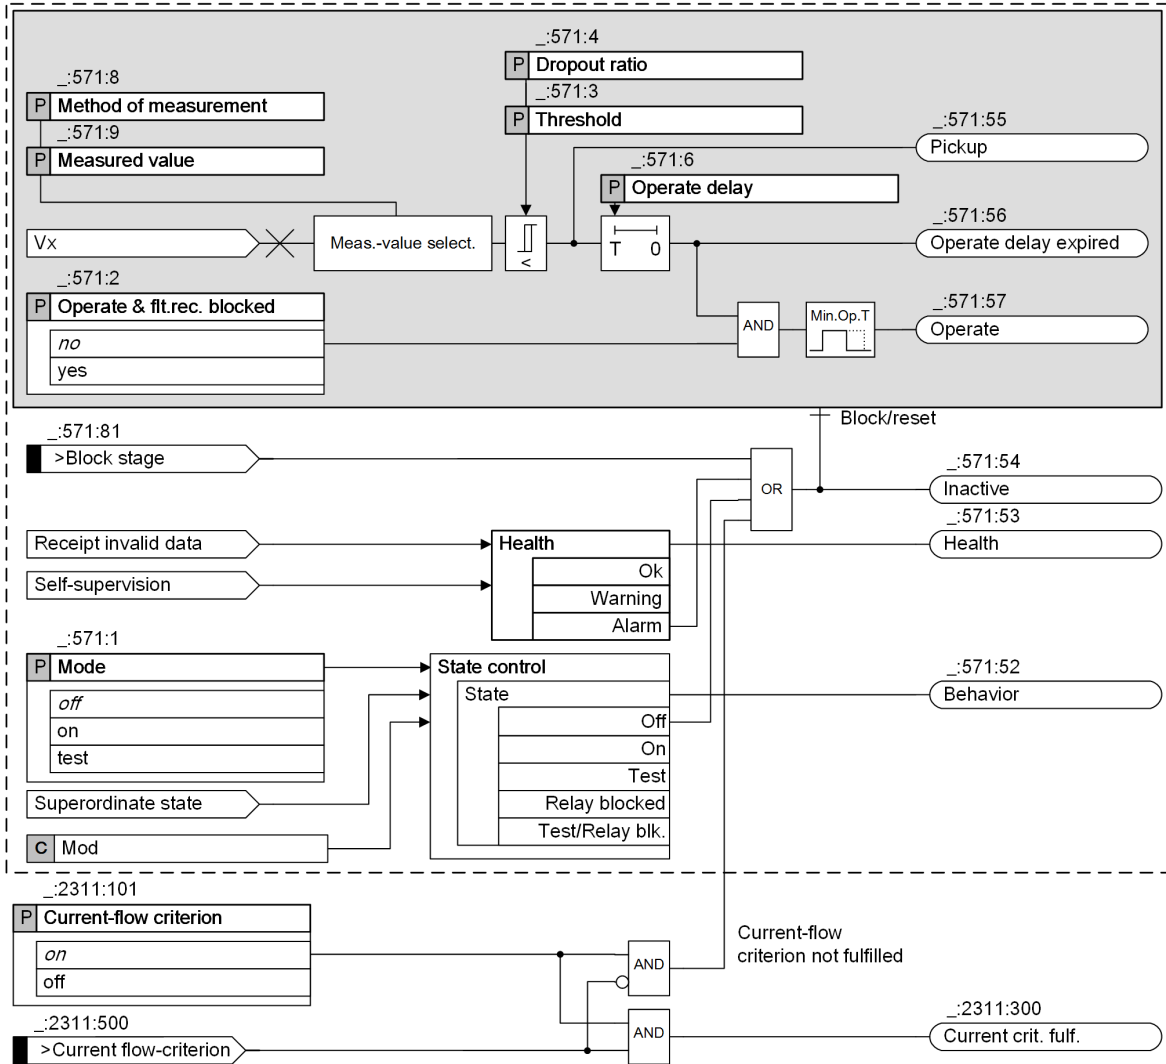 _:571:4
P Dropout ratio
_:571:8
P Method of measurement
_:571:3
P Threshold
_:571:9
P Measured value
_:571:55
Pickup
_:571:6
P Operate delay
_:571:56
Vx
Meas.-value select.
<
T 0
Operate delay expired
_:571:2
P Operate & flt.rec. blocked
no
yes
AND
Min.Op.T
_:571:57
Operate
Block/reset
_:571:81
>Block stage
OR
_:571:54
Inactive
_:571:53
Receipt invalid data
Health
Health
Self-supervision
Ok
Warning
Alarm
_:571:1
P Mode
off
on
test
State control
State
Off
On
Test
Relay blocked
Test/Relay blk.
_:571:52
Behavior
Superordinate state
C Mod
_:2311:101
P Current-flow criterion
on
off
AND
Current-flow
criterion not fulfilled
_:2311:500
>Current flow-criterion
AND
_:2311:300
Current crit. fulf.